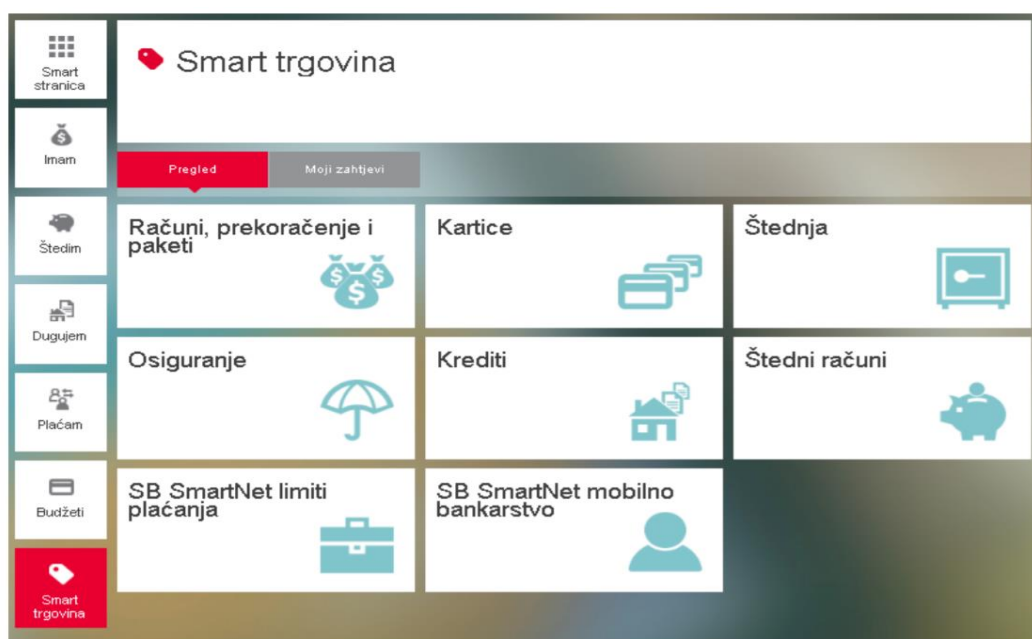 Smart
stranica
Imam
Štedim
Dugujem
Plaćam
Budžeti
Smart
trgovina
Smart trgovina
Pregled
Moji zahtjevi
Računi, prekoračenje i
paketi
Kartice
Štednja
Osiguranje
Krediti
Štedni računi
SB SmartNet limiti
plaćanja
SB SmartNet mobilno
bankarstvo